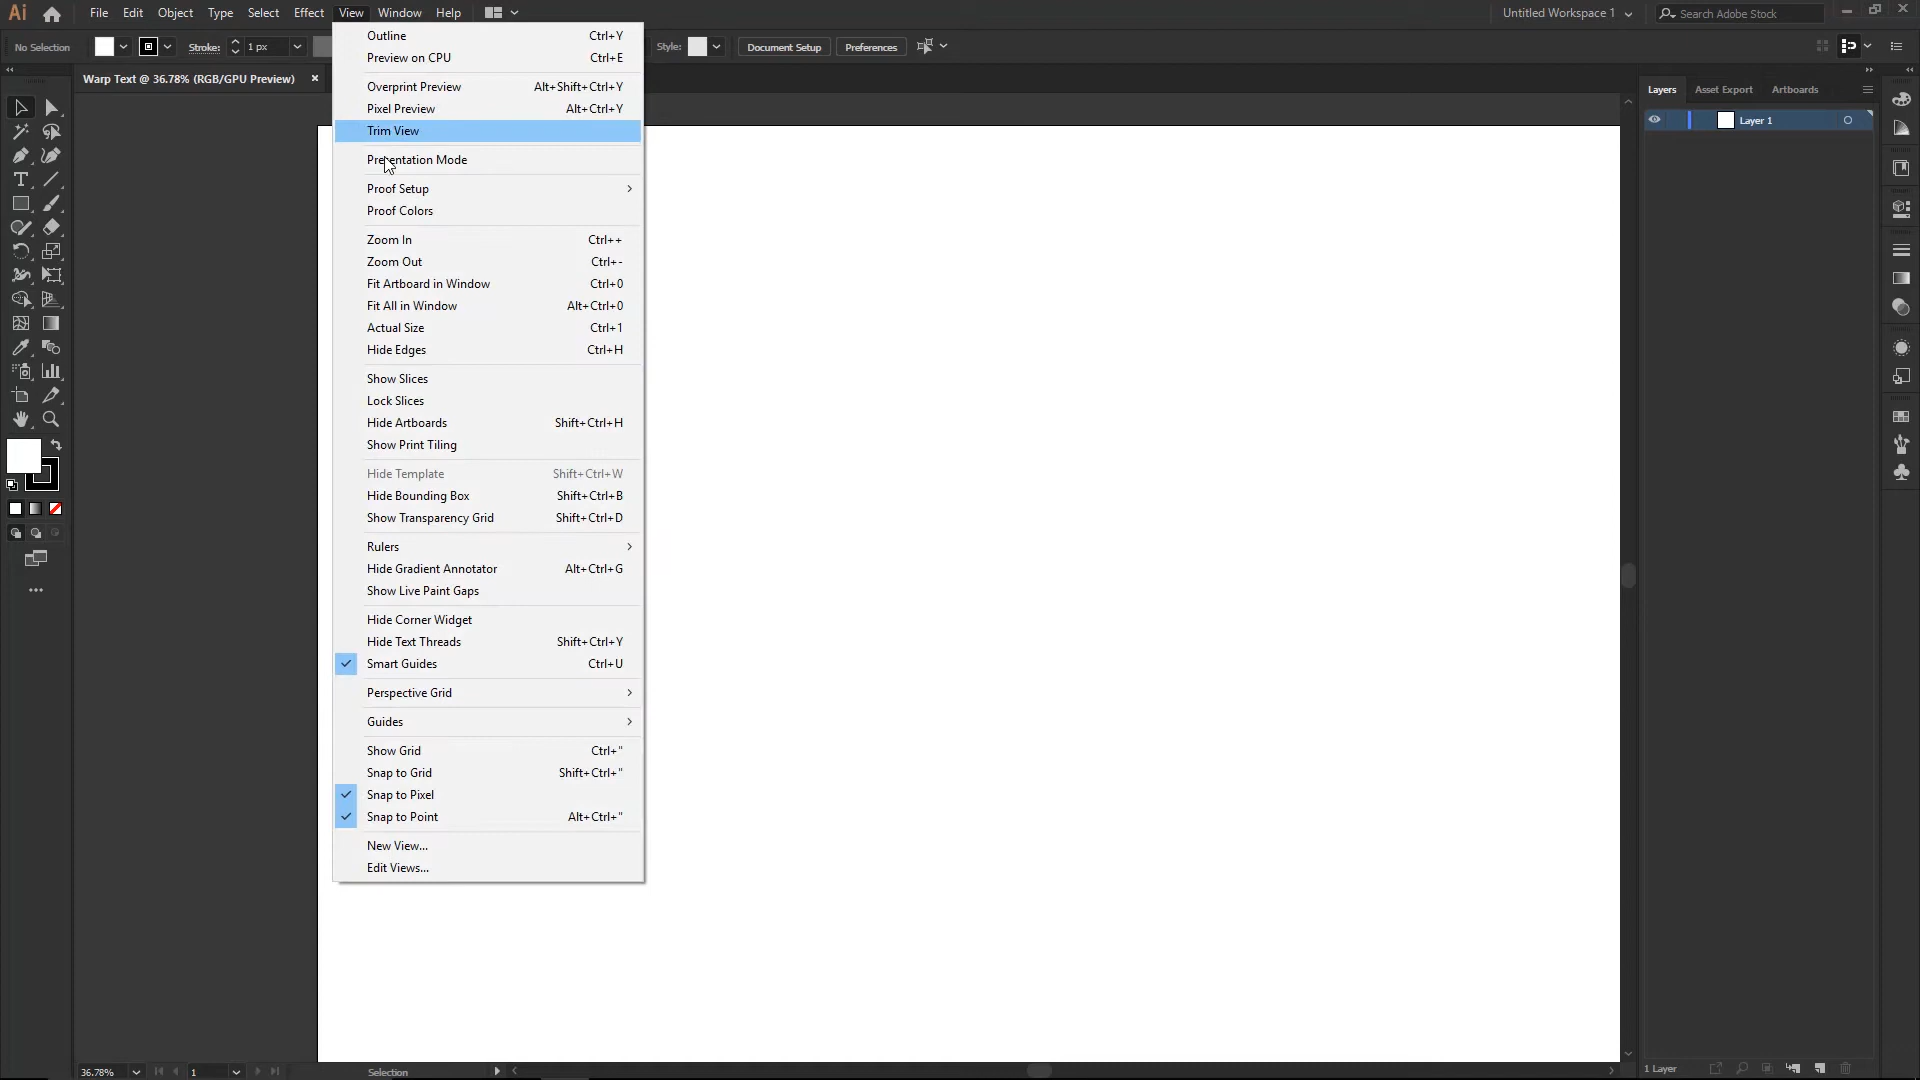 Ai File Edit Object Type Select Effect View Window Help Untitled Workspace 1 Search Adobe Stock
No Selection Stroke: 1 px Style: Document Setup Preferences
Warp Text @ 36.78% (RGB/GPU Preview) ×
Outline Ctrl+Y
Preview on CPU Ctrl+E
Overprint Preview Alt+Shift+Ctrl+Y
Pixel Preview Alt+Ctrl+Y
Trim View
Presentation Mode
Proof Setup
Proof Colors
Zoom In Ctrl++
Zoom Out Ctrl+-
Fit Artboard in Window Ctrl+0
Fit All in Window Alt+Ctrl+0
Actual Size Ctrl+1
Hide Edges Ctrl+H
Show Slices
Lock Slices
Hide Artboards Shift+Ctrl+H
Show Print Tiling
Hide Template Shift+Ctrl+W
Hide Bounding Box Shift+Ctrl+B
Show Transparency Grid Shift+Ctrl+D
Rulers
Hide Gradient Annotator Alt+Ctrl+G
Show Live Paint Gaps
Hide Corner Widget
Hide Text Threads Shift+Ctrl+Y
Smart Guides Ctrl+U
Perspective Grid
Guides
Show Grid Ctrl+"
Snap to Grid Shift+Ctrl+"
Snap to Pixel
Snap to Point Alt+Ctrl+"
New View...
Edit Views...
Layers Asset Export Artboards
Layer 1
36.78% 1 Selection
1 Layer